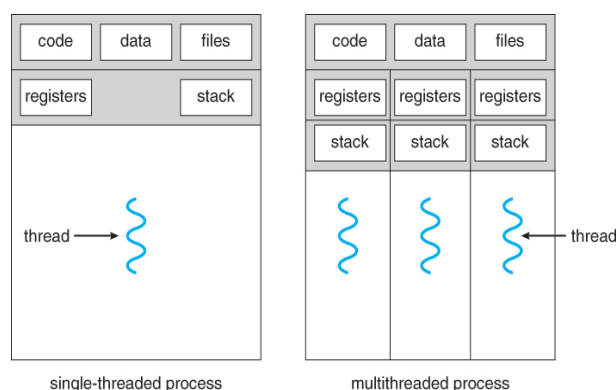 code data files
registers stack
thread
single-threaded process
code data files
registers registers registers
stack stack stack
thread
multithreaded process